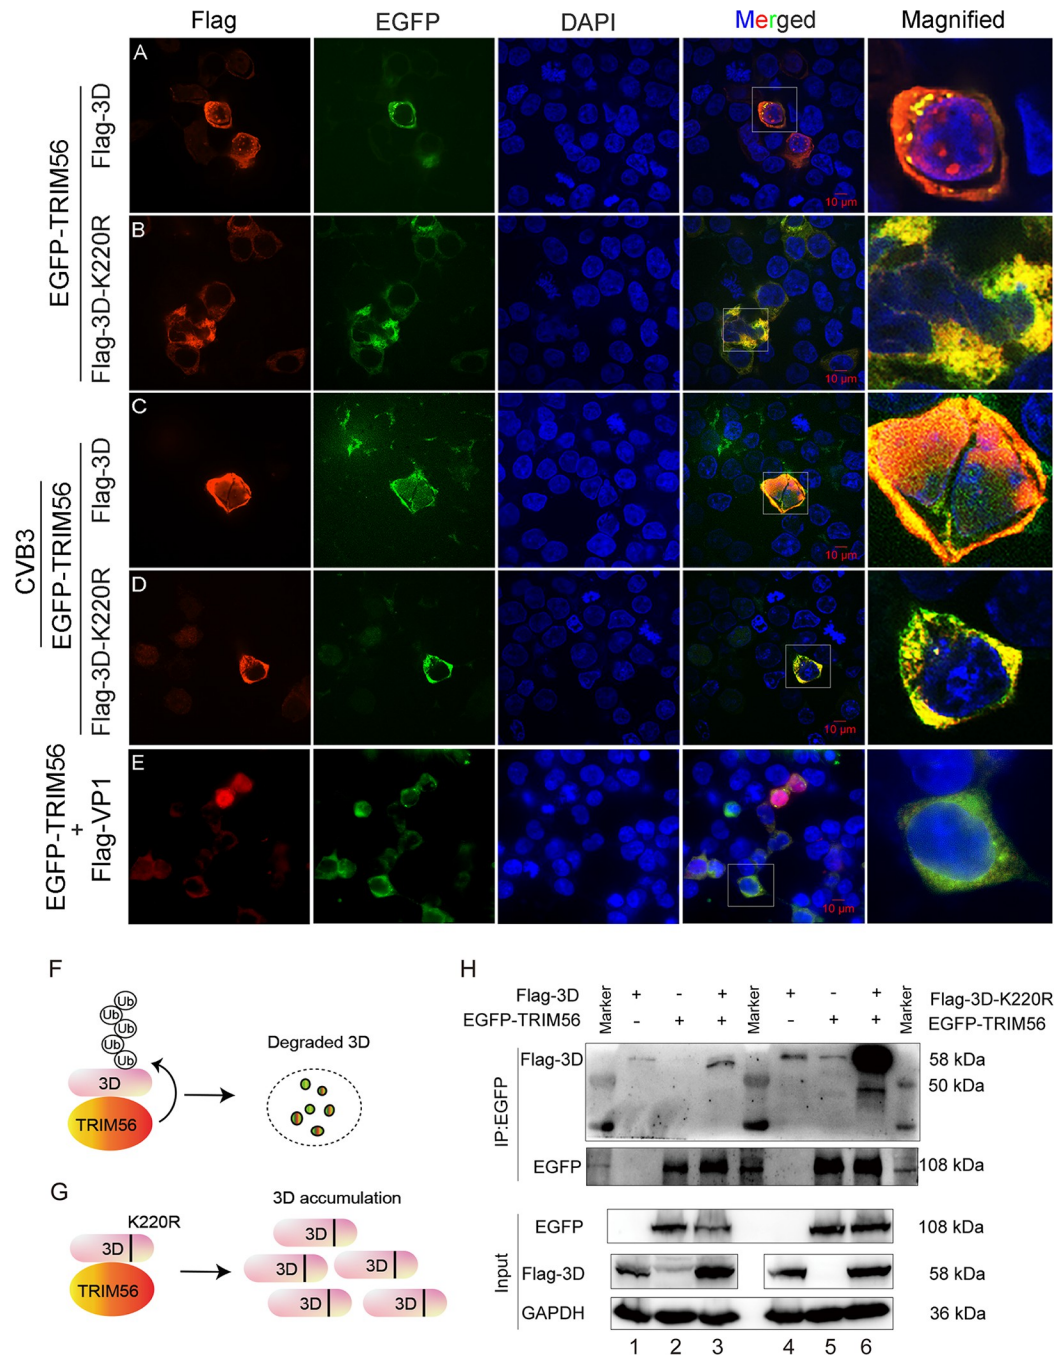 Flag EGFP DAPI Merged Magnified
A
EGFP-TRIM56
Flag-3D
10 µm
B
Flag-3D-K220R
10 µm
C
CVB3
EGFP-TRIM56
Flag-3D
10 µm
D
Flag-3D-K220R
10 µm
E
EGFP-TRIM56
+
Flag-VP1
10 µm
F
Ub
Ub
Ub
Ub
Ub
3D
TRIM56
Degraded 3D
G
K220R
3D
TRIM56
3D accumulation
3D
3D 3D
3D 3D
H
Flag-3D Marker + - + Marker + - + Marker Flag-3D-K220R
EGFP-TRIM56 - + + - + + EGFP-TRIM56
IP:EGFP
Flag-3D 58 kDa
50 kDa
EGFP 108 kDa
Input
EGFP 108 kDa
Flag-3D 58 kDa
GAPDH 36 kDa
1 2 3 4 5 6